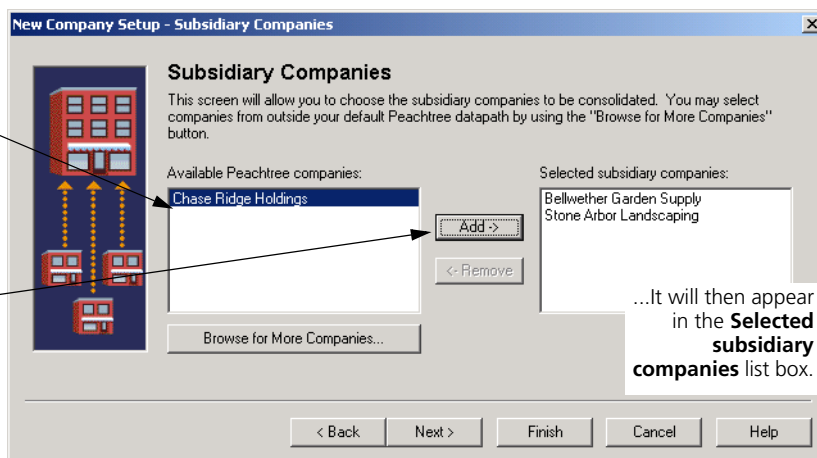 New Company Setup - Subsidiary Companies
Subsidiary Companies
This screen will allow you to choose the subsidiary companies to be consolidated. You may select
companies from outside your default Peachtree datapath by using the "Browse for More Companies"
button.
Available Peachtree companies:
Chase Ridge Holdings
Add ->
<- Remove
Browse for More Companies...
Selected subsidiary companies:
Bellwether Garden Supply
Stone Arbor Landscaping
...It will then appear
in the Selected
subsidiary
companies list box.
< Back
Next >
Finish
Cancel
Help